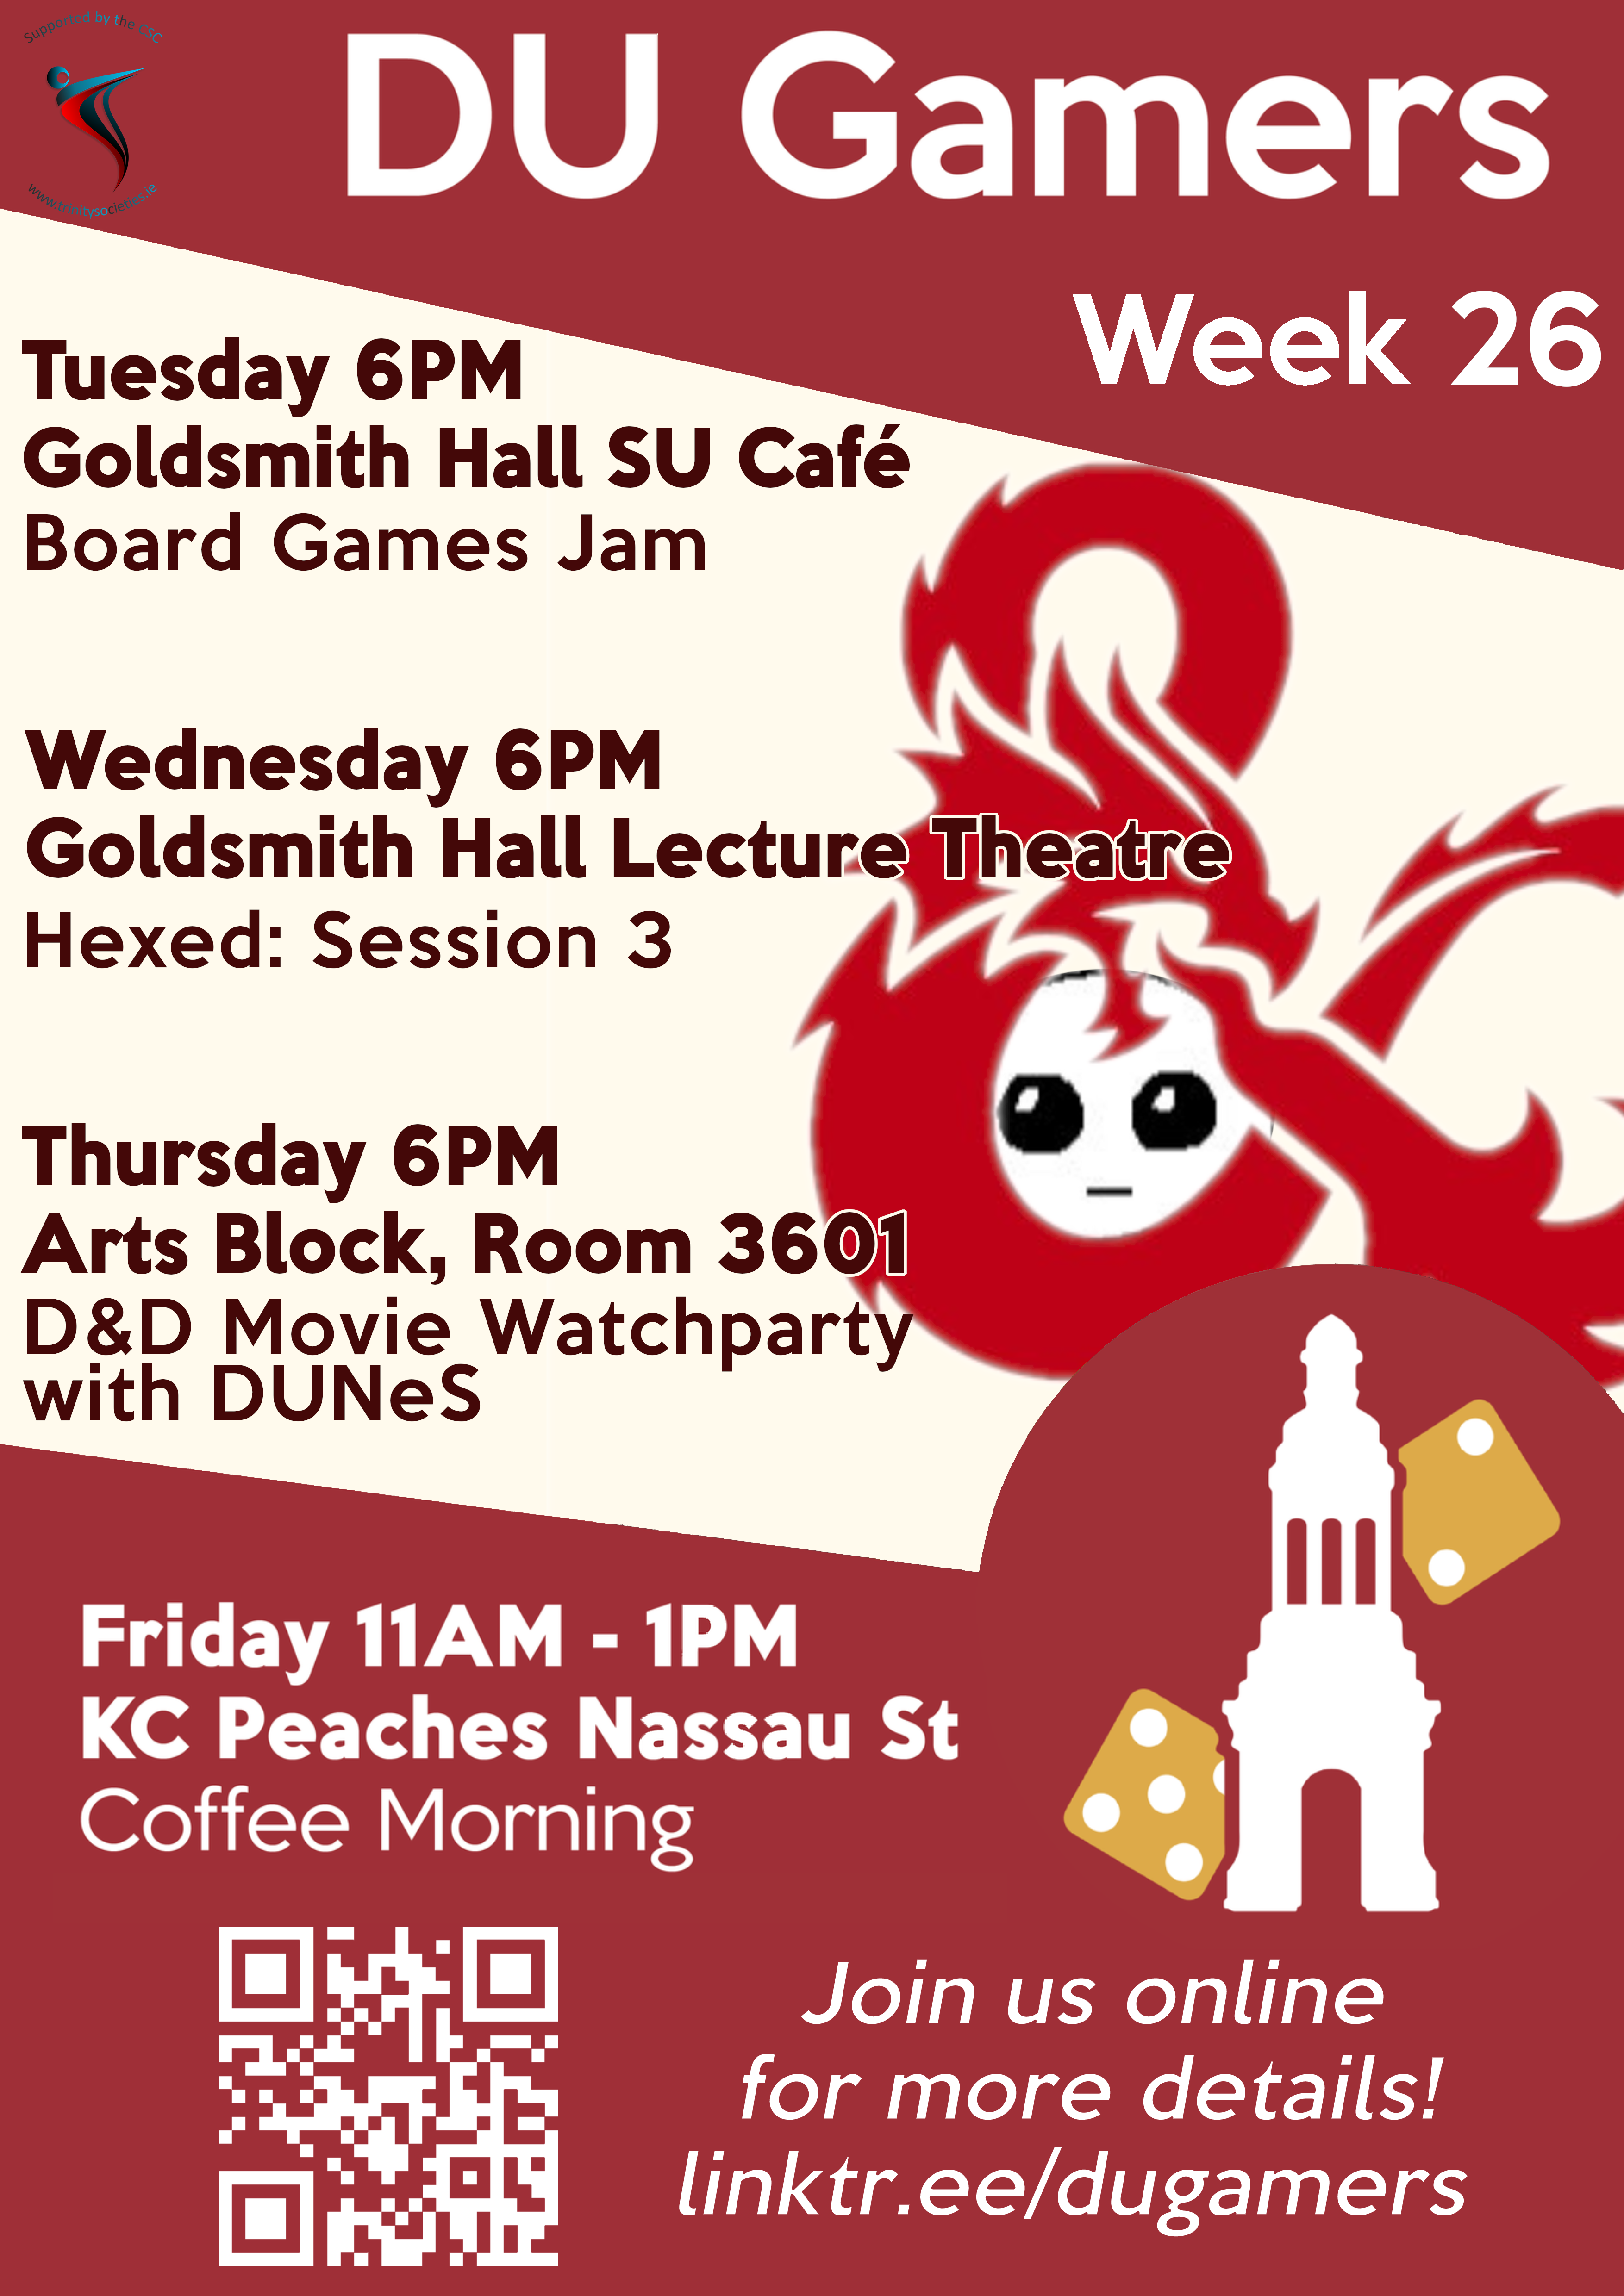 Supported by the CSC
www.trinitysocieties.ie
DU Gamers
Week 26
Tuesday 6PM
Goldsmith Hall SU Café
Board Games Jam
Wednesday 6PM
Goldsmith Hall Lecture Theatre
Hexed: Session 3
Thursday 6PM
Arts Block, Room 3601
D&D Movie Watchparty
with DUNeS
Friday 11AM - 1PM
KC Peaches Nassau St
Coffee Morning
Join us online
for more details!
linktr.ee/dugamers